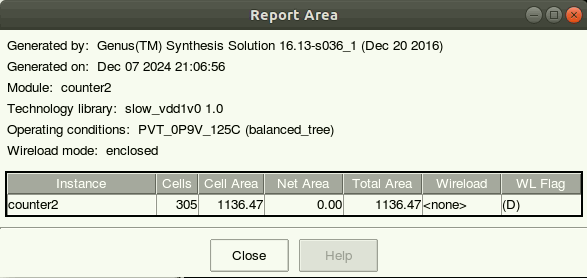 Report Area
Generated by: Genus(TM) Synthesis Solution 16.13-s036_1 (Dec 20 2016)
Generated on: Dec 07 2024 21:06:56
Module: counter2
Technology library: slow_vdd1v0 1.0
Operating conditions: PVT_0P9V_125C (balanced_tree)
Wireload mode: enclosed
Instance Cells Cell Area Net Area Total Area Wireload WL Flag
counter2 305 1136.47 0.00 1136.47 <none> (D)
Close Help